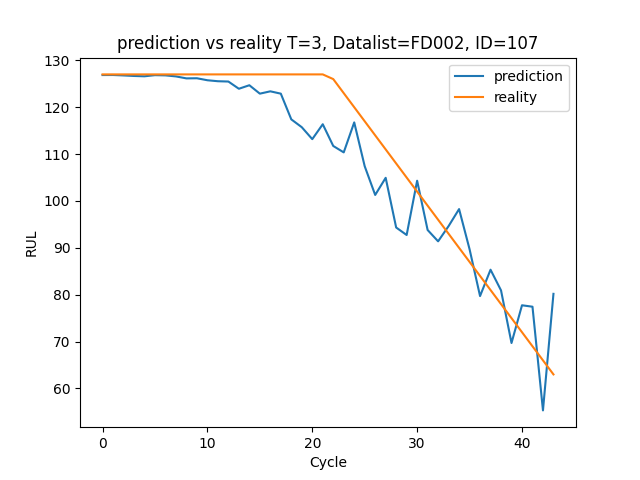 prediction vs reality T=3, Datalist=FD002, ID=107
130
120
110
100
90
80
70
60
RUL
prediction
reality
0 10 20 30 40
Cycle